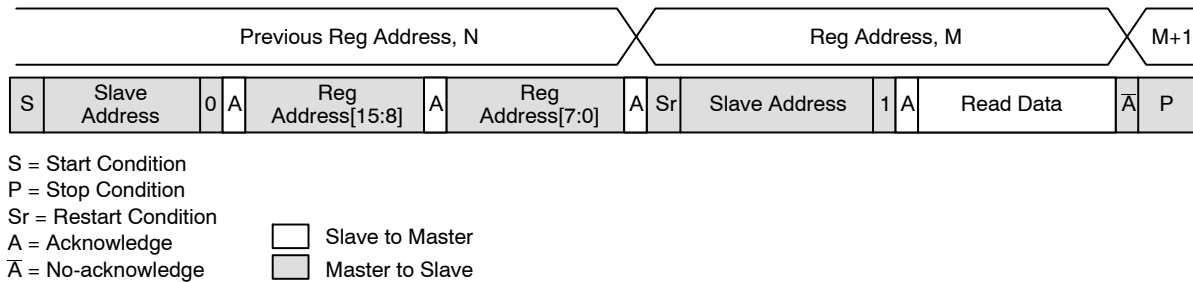 Previous Reg Address, N Reg Address, M M+1
S Slave Address 0 A Reg Address[15:8] A Reg Address[7:0] A Sr Slave Address 1 A Read Data A̅ P
S = Start Condition
P = Stop Condition
Sr = Restart Condition
A = Acknowledge
A̅ = No-acknowledge
Slave to Master
Master to Slave